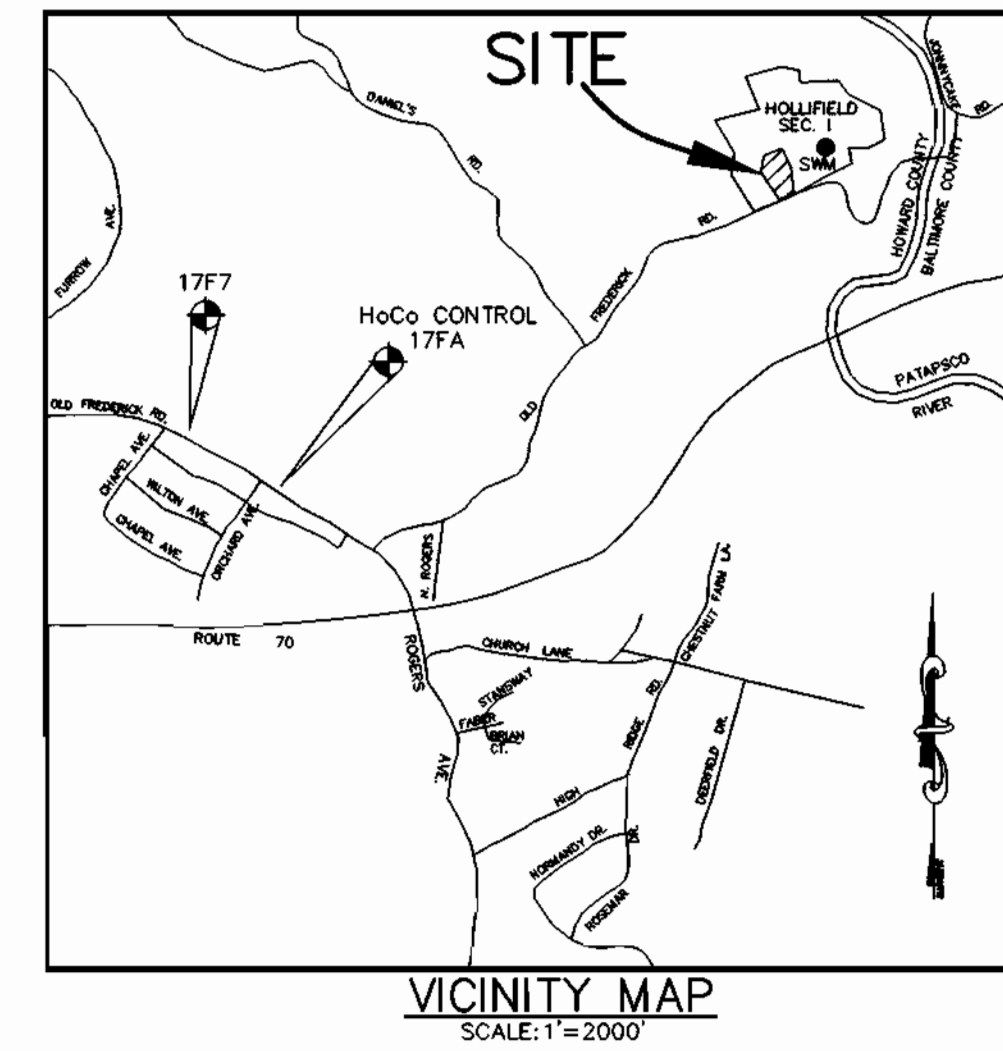 SITE
JOHNNYCAKE RD.
DANIEL'S RD.
HOLLIFIELD
SEC. 1
SWM
HOWARD COUNTY
BALTIMORE COUNTY
FURROW AVE.
17F7
HoCo CONTROL
17FA
OLD FREDERICK RD.
PATAPSCO
RIVER
OLD FREDERICK RD.
CHAPEL AVE.
WILTON AVE.
CHAPEL AVE.
ORCHARD AVE.
N. ROGERS
ROUTE 70
ROGERS AVE.
CHURCH LANE
CHESTNUT FARM LA.
STANSWAY
FABER
BRIAN
CT.
RIDGE RD.
DEERFIELD DR.
HIGH
NORMANDY DR.
DR.
ROSEMAR
VICINITY MAP
SCALE: 1'=2000'